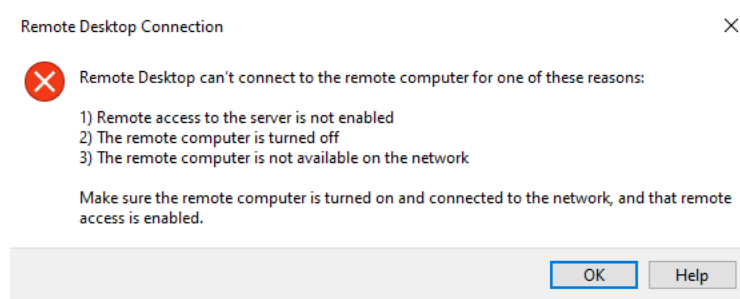 Remote Desktop Connection
Remote Desktop can't connect to the remote computer for one of these reasons:
1) Remote access to the server is not enabled
2) The remote computer is turned off
3) The remote computer is not available on the network
Make sure the remote computer is turned on and connected to the network, and that remote
access is enabled.
OK
Help